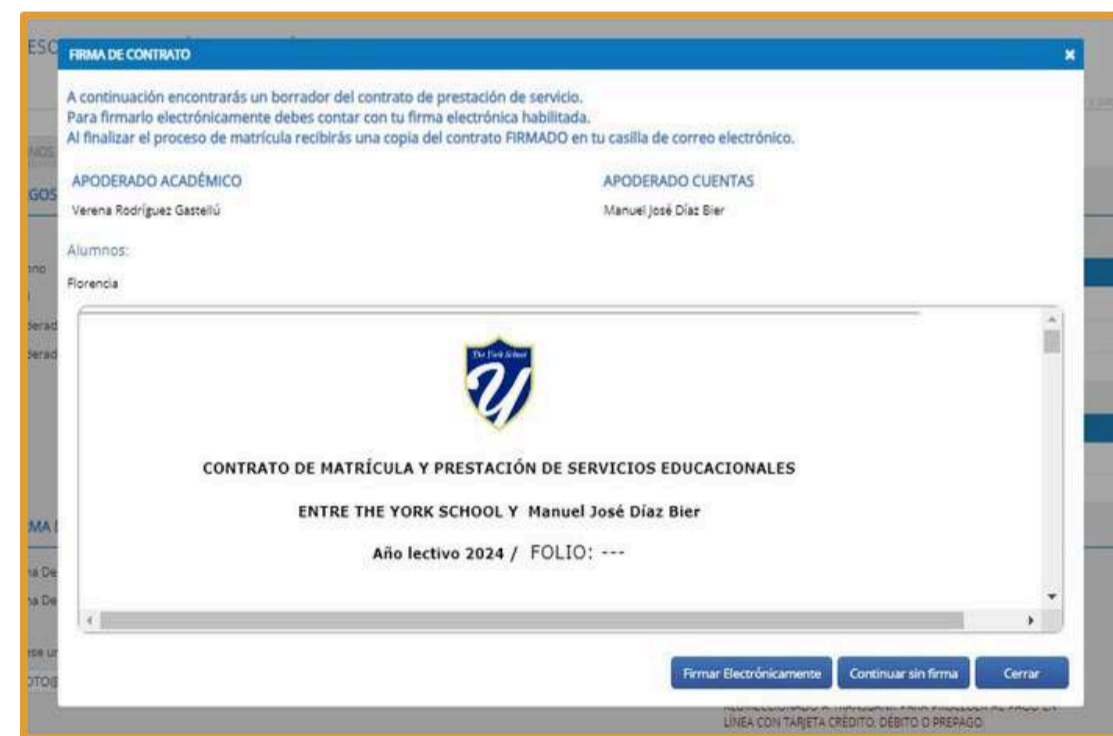 ESC
FIRMA DE CONTRATO
×
A continuación encontrarás un borrador del contrato de prestación de servicio.
Para firmarlo electrónicamente debes contar con tu firma electrónica habilitada.
Al finalizar el proceso de matrícula recibirás una copia del contrato FIRMADO en tu casilla de correo electrónico.
APODERADO ACADÉMICO
APODERADO CUENTAS
Verena Rodríguez Gastellú
Manuel José Díaz Bier
Alumnos:
Florencia
The York School
Y
CONTRATO DE MATRÍCULA Y PRESTACIÓN DE SERVICIOS EDUCACIONALES
ENTRE THE YORK SCHOOL Y Manuel José Díaz Bier
Año lectivo 2024 / FOLIO: ---
Firmar Electrónicamente
Continuar sin firma
Cerrar
LÍNEA CON TARJETA CRÉDITO, DÉBITO O PREPAGO.